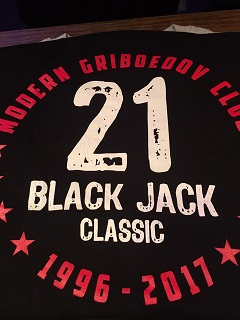 MODERN GRIBOEDOV CLUB
21
BLACK JACK
CLASSIC
1996-2017